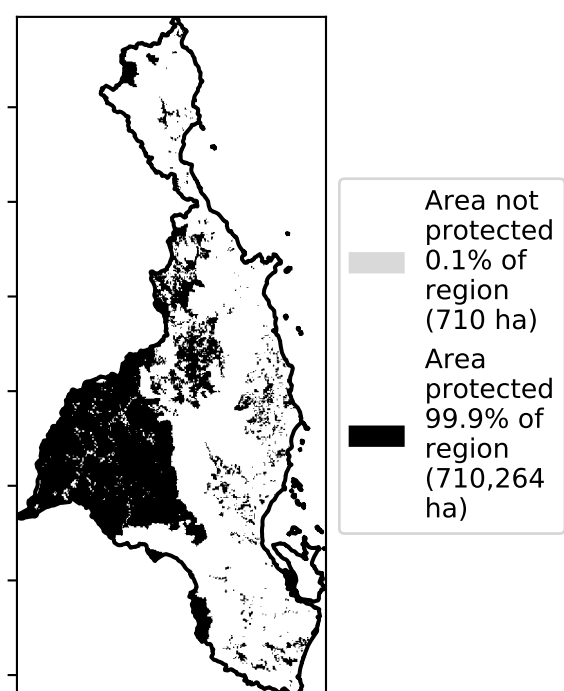 Area not
protected
0.1% of
region
(710 ha)
Area
protected
99.9% of
region
(710,264
ha)